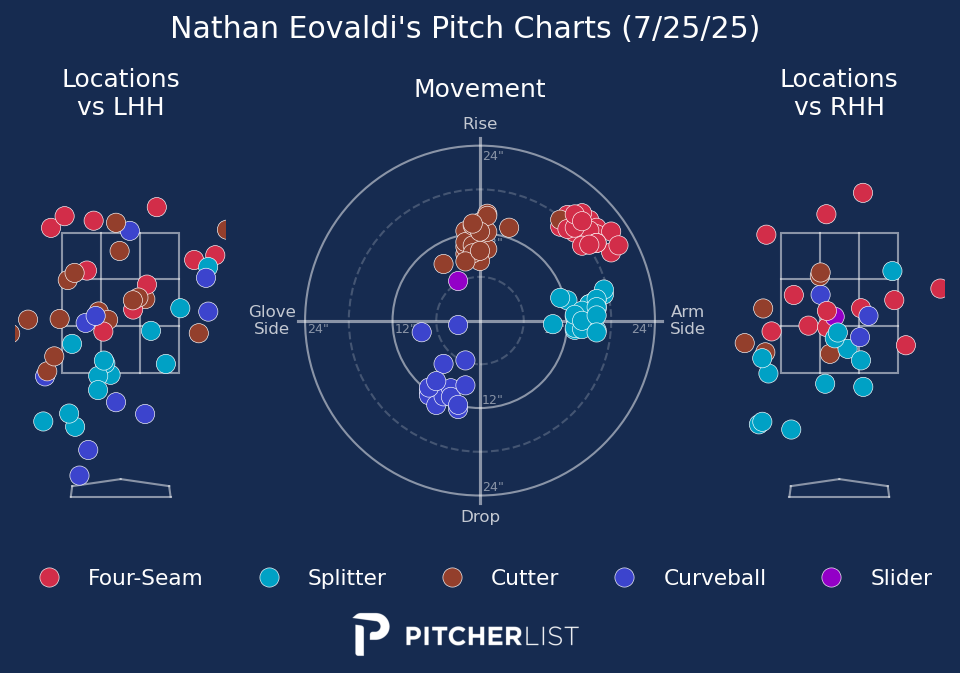 Nathan Eovaldi's Pitch Charts (7/25/25)
Locations
vs LHH
Movement
Locations
vs RHH
Rise
24"
Glove
Side
24"
12"
24"
Arm
Side
12"
24"
Drop
Four-Seam
Splitter
Cutter
Curveball
Slider
PITCHERLIST